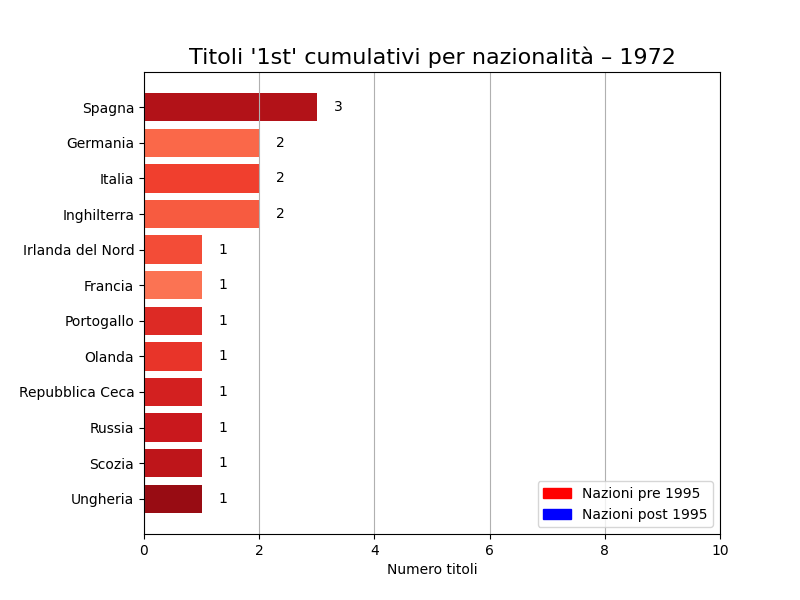 Titoli '1st' cumulativi per nazionalità – 1972
Spagna 3
Germania 2
Italia 2
Inghilterra 2
Irlanda del Nord 1
Francia 1
Portogallo 1
Olanda 1
Repubblica Ceca 1
Russia 1
Scozia 1
Ungheria 1
Nazioni pre 1995
Nazioni post 1995
0 2 4 6 8 10
Numero titoli